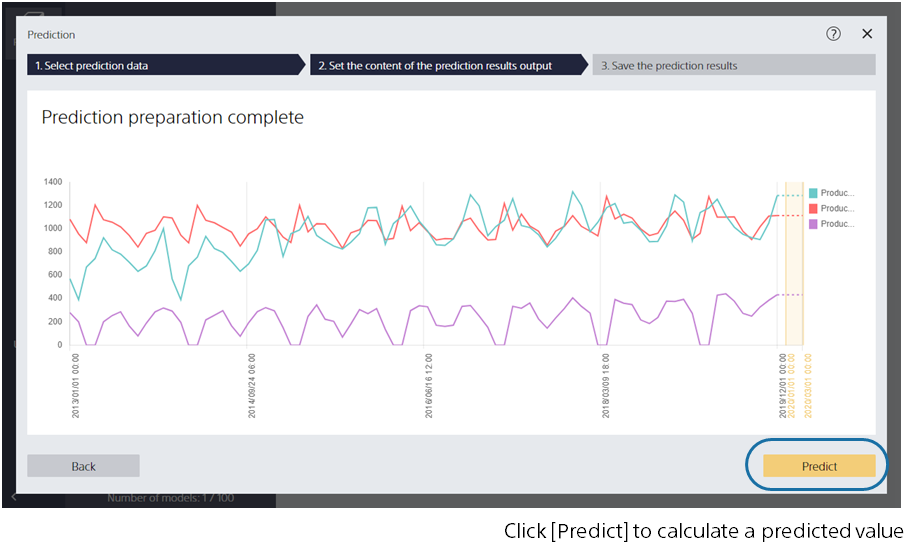 Prediction
?
1. Select prediction data
2. Set the content of the prediction results output
3. Save the prediction results
Prediction preparation complete
1400
1200
1000
800
600
400
200
0
Produc...
Produc...
Produc...
2013/01/01 00:00
2014/09/24 06:00
2016/06/16 12:00
2018/03/09 18:00
2019/12/01 00:00
2020/01/01 00:00
2020/03/01 00:00
Back
Predict
Number of models: 1 / 100
Click [Predict] to calculate a predicted value